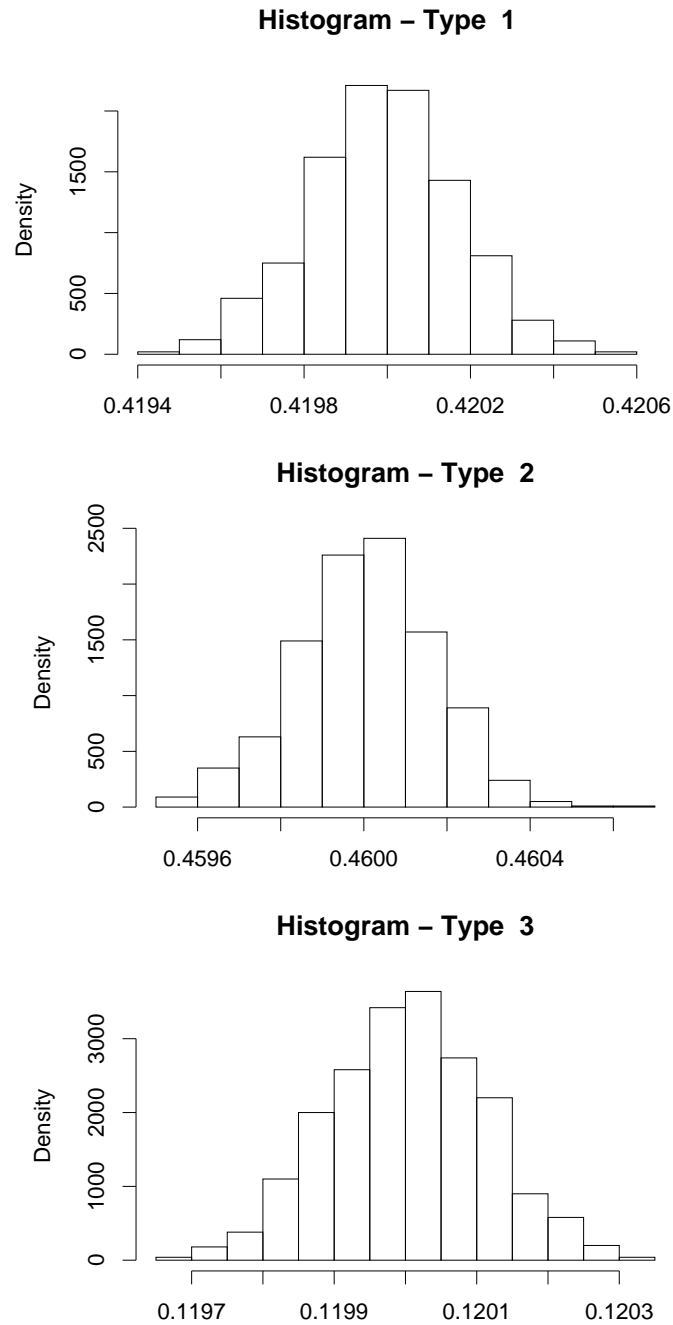 Histogram – Type 1
Density
1500
500
0
0.4194 0.4198 0.4202 0.4206
Histogram – Type 2
Density
2500
1500
500
0
0.4596 0.4600 0.4604
Histogram – Type 3
Density
3000
2000
1000
0
0.1197 0.1199 0.1201 0.1203